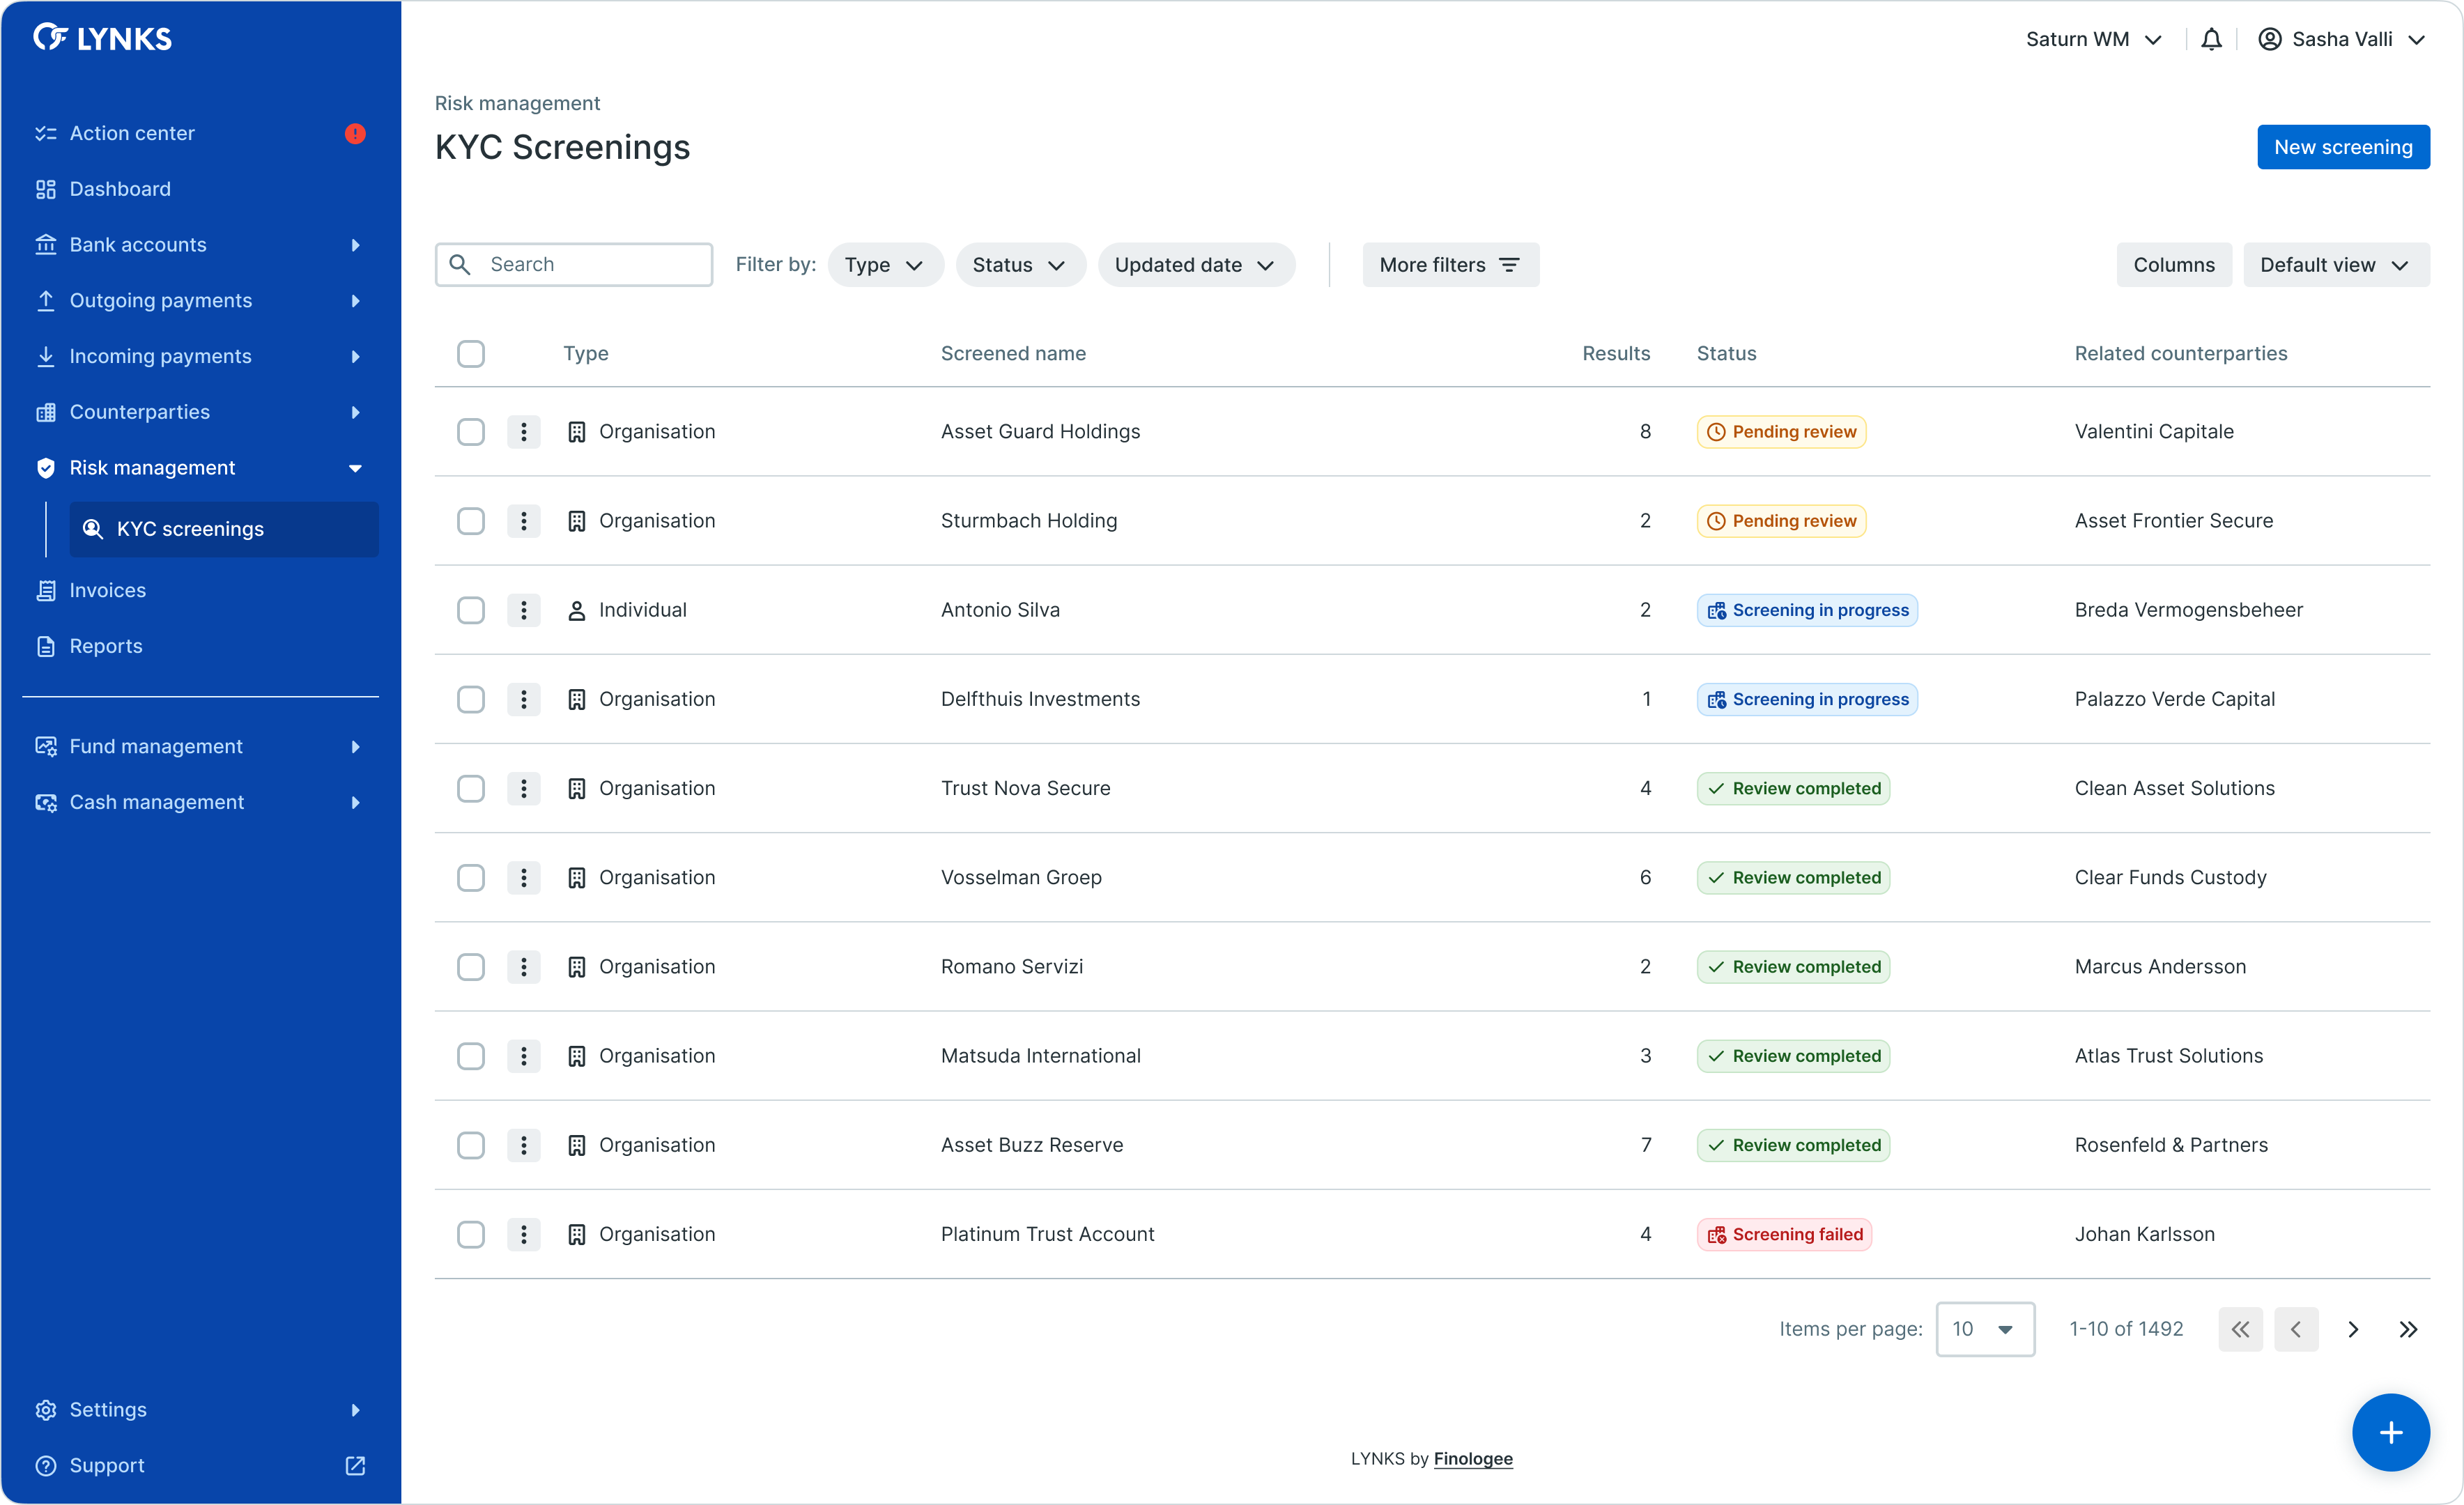 LYNKS
Saturn WM
Sasha Valli
Action center
Dashboard
Bank accounts
Outgoing payments
Incoming payments
Counterparties
Risk management
KYC screenings
Invoices
Reports
Fund management
Cash management
Settings
Support
Risk management
KYC Screenings
New screening
Search Filter by: Type Status Updated date More filters Columns Default view
Type Screened name Results Status Related counterparties
Organisation Asset Guard Holdings 8 Pending review Valentini Capitale
Organisation Sturmbach Holding 2 Pending review Asset Frontier Secure
Individual Antonio Silva 2 Screening in progress Breda Vermogensbeheer
Organisation Delfthuis Investments 1 Screening in progress Palazzo Verde Capital
Organisation Trust Nova Secure 4 Review completed Clean Asset Solutions
Organisation Vosselman Groep 6 Review completed Clear Funds Custody
Organisation Romano Servizi 2 Review completed Marcus Andersson
Organisation Matsuda International 3 Review completed Atlas Trust Solutions
Organisation Asset Buzz Reserve 7 Review completed Rosenfeld & Partners
Organisation Platinum Trust Account 4 Screening failed Johan Karlsson
Items per page: 10 1-10 of 1492
LYNKS by Finologee